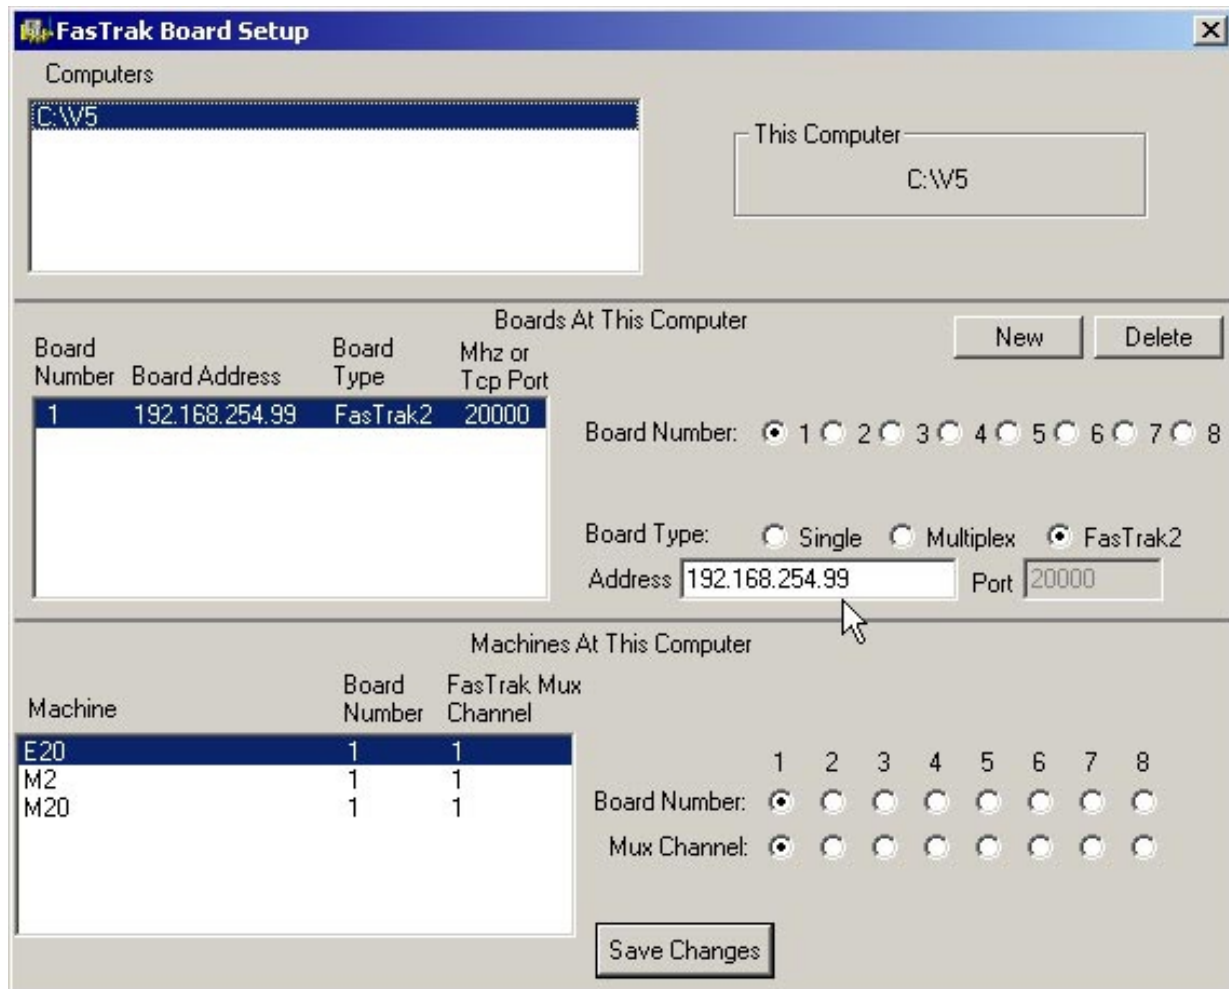 FasTrak Board Setup
Computers
C:\V5
This Computer
C:\V5
Boards At This Computer
New Delete
Board Number Board Address Board Type Mhz or Tcp Port
1 192.168.254.99 FasTrak2 20000
Board Number: 1 2 3 4 5 6 7 8
Board Type: Single Multiplex FasTrak2
Address 192.168.254.99 Port 20000
Machines At This Computer
Machine Board Number FasTrak Mux Channel
E20 1 1
M2 1 1
M20 1 1
1 2 3 4 5 6 7 8
Board Number:
Mux Channel:
Save Changes